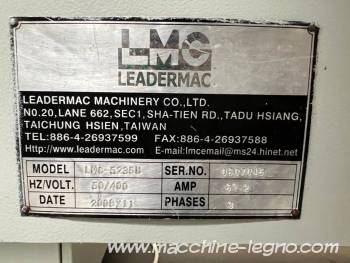 LMC
LEADERMAC
LEADERMAC MACHINERY CO.,LTD.
NO.20,LANE 662,SEC1,SHA-TIEN RD.,TADU HSIANG,
TAICHUNG HSIEN,TAIWAN
TEL:886-4-26937599 FAX:886-4-26937588
Http://www.leadermac.com E-mail:lmcemail@ms24.hinet.net
MODEL SERI.NO.
HZ/VOLT. 50/400 AMP
DATE PHASES 3
www.macchine-legno.com